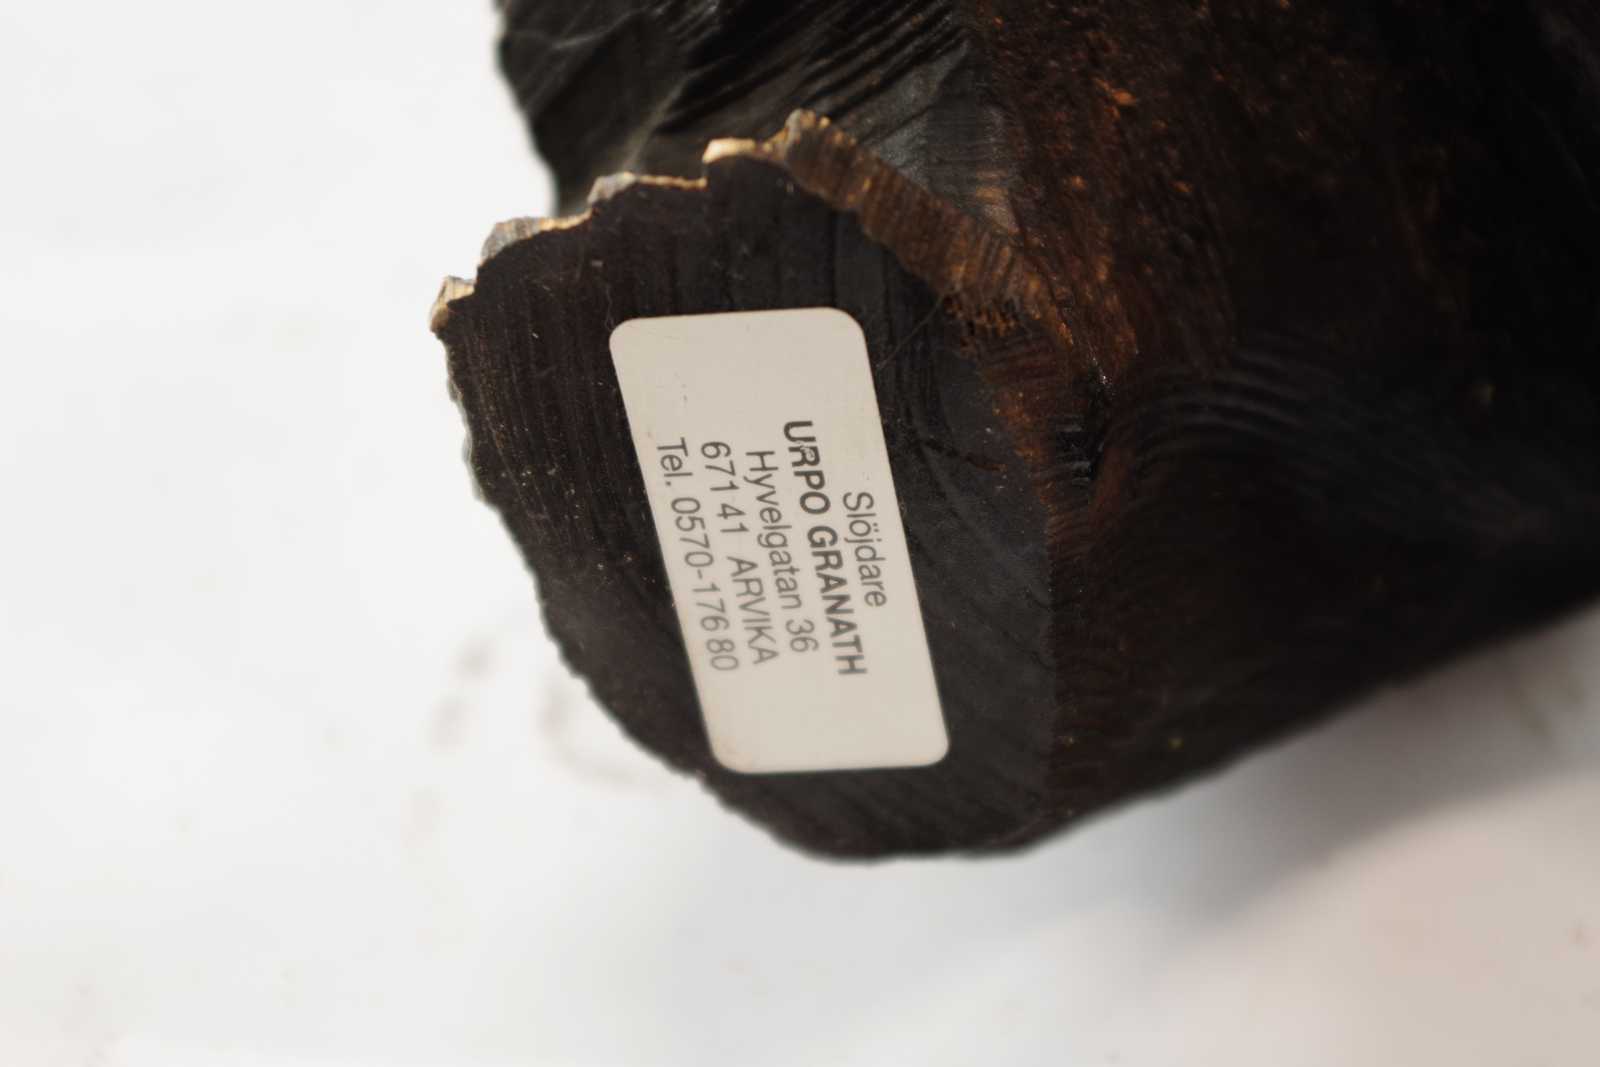 Slöjdare
URPO GRANATH
Hyvelgatan 36
671 41 ARVIKA
Tel. 0570-176 80